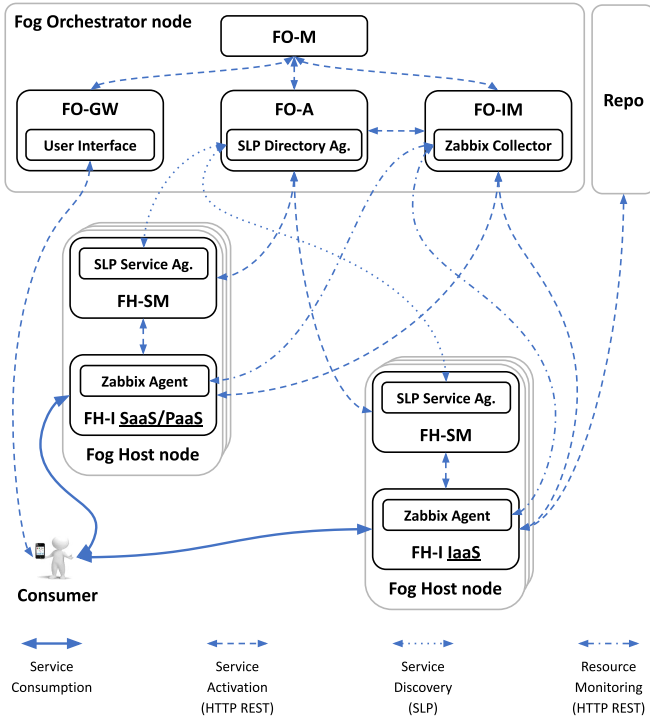 Fog Orchestrator node
FO-M
FO-GW
User Interface
FO-A
SLP Directory Ag.
FO-IM
Zabbix Collector
Repo
SLP Service Ag.
FH-SM
Zabbix Agent
FH-I SaaS/PaaS
Fog Host node
SLP Service Ag.
FH-SM
Zabbix Agent
FH-I IaaS
Fog Host node
Consumer
Service
Consumption
Service
Activation
(HTTP REST)
Service
Discovery
(SLP)
Resource
Monitoring
(HTTP REST)